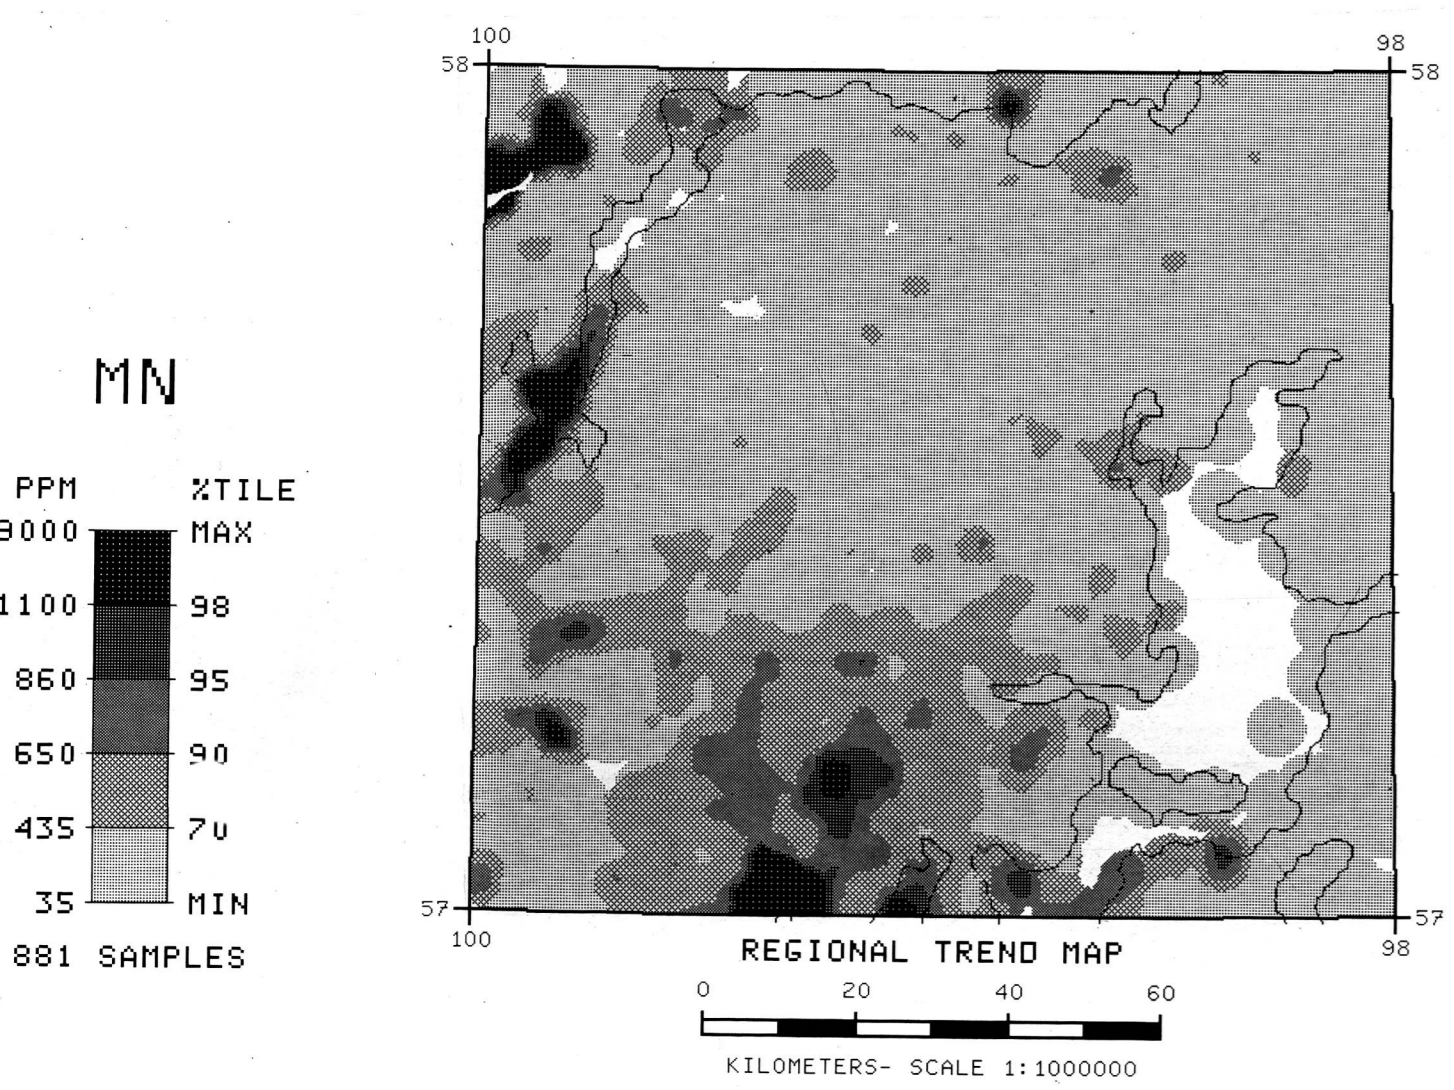 100 98
58 58
MN
PPM %TILE
MAX
1100 98
860 95
650 90
435 70
35 MIN
881 SAMPLES
57 57
100 98
REGIONAL TREND MAP
0 20 40 60
KILOMETERS- SCALE 1:1000000